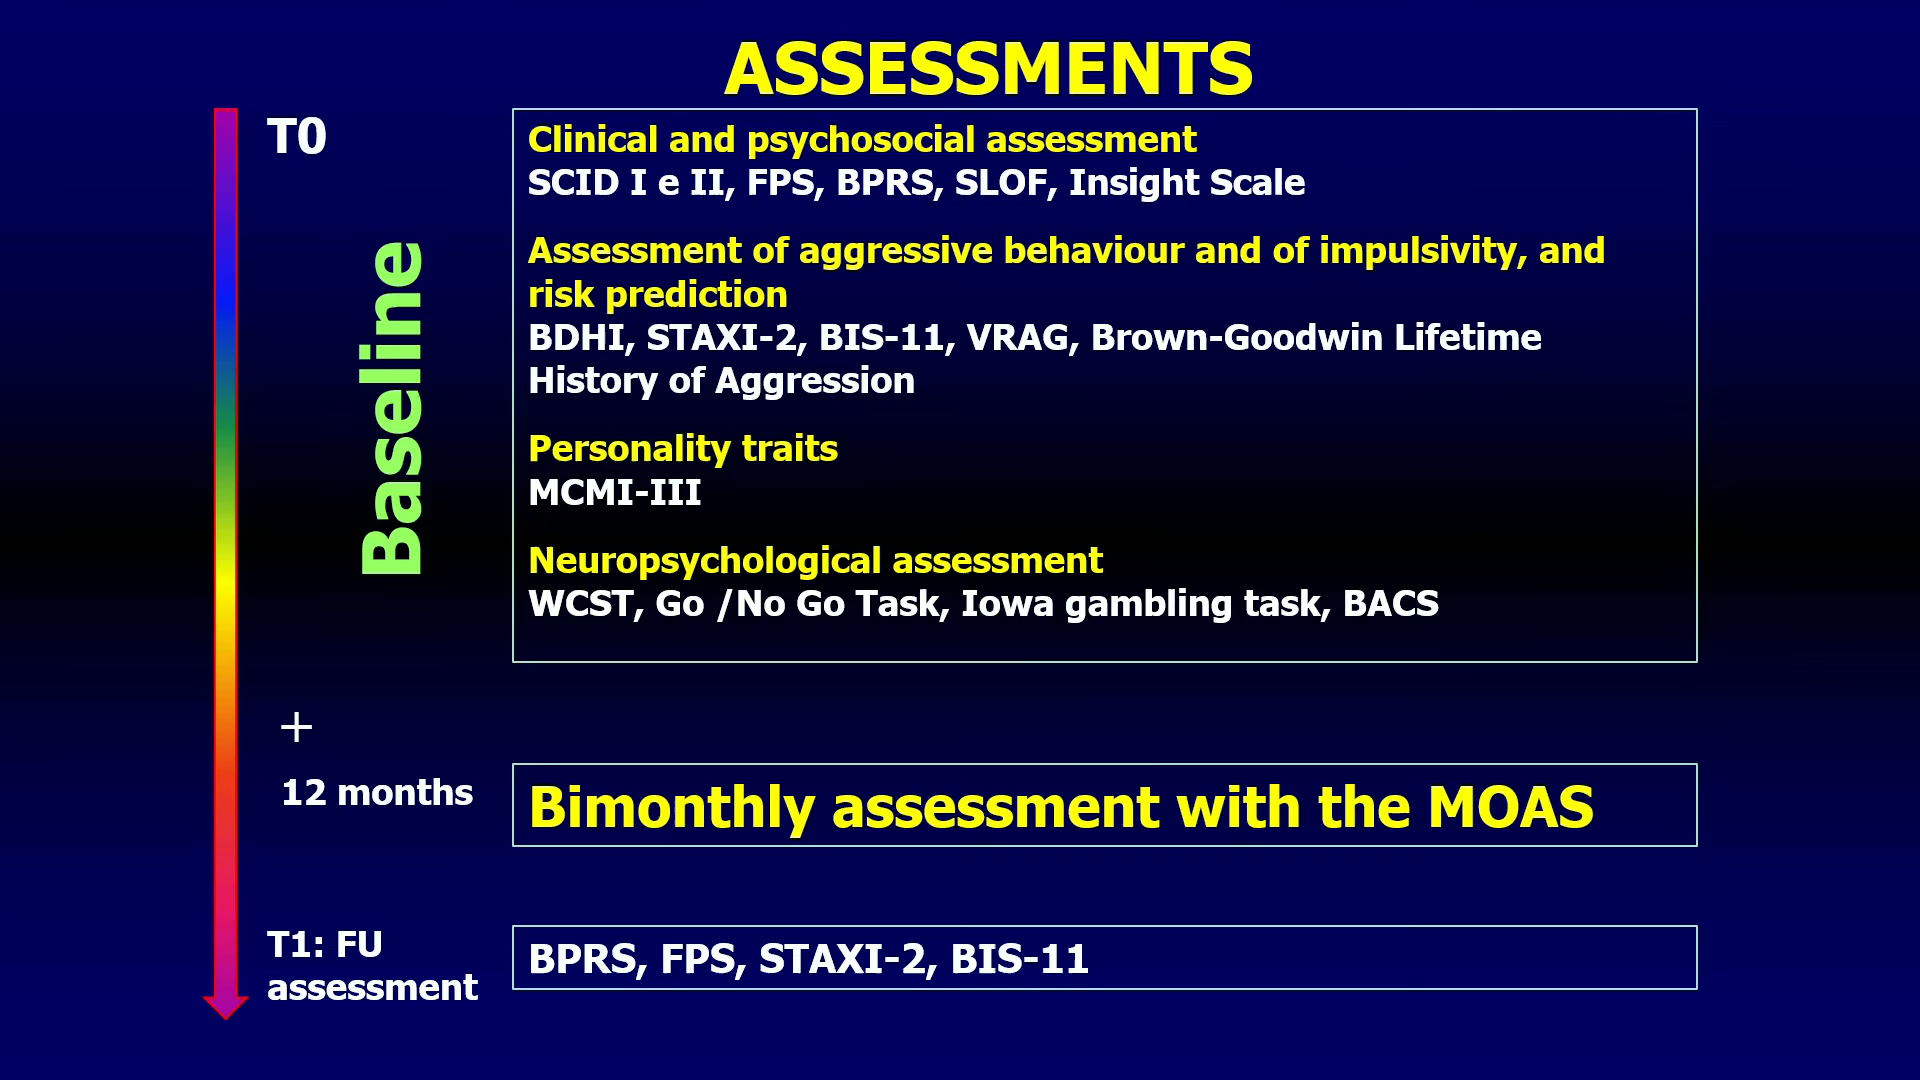 ASSESSMENTS
T0
Baseline
Clinical and psychosocial assessment
SCID I e II, FPS, BPRS, SLOF, Insight Scale
Assessment of aggressive behaviour and of impulsivity, and
risk prediction
BDHI, STAXI-2, BIS-11, VRAG, Brown-Goodwin Lifetime
History of Aggression
Personality traits
MCMI-III
Neuropsychological assessment
WCST, Go /No Go Task, Iowa gambling task, BACS
+
12 months
Bimonthly assessment with the MOAS
T1: FU
assessment
BPRS, FPS, STAXI-2, BIS-11